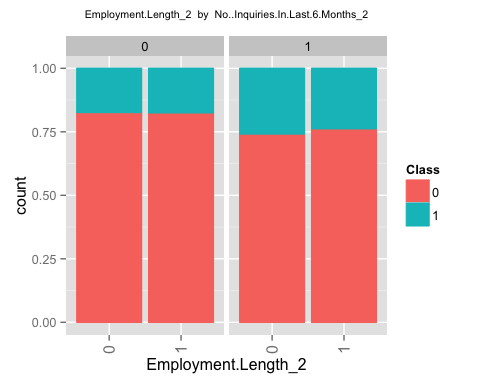 Employment.Length_2 by No..Inquiries.In.Last.6.Months_2
0 1
1.00
0.75
0.50
0.25
0.00
count
0 1 0 1
Employment.Length_2
Class
0
1